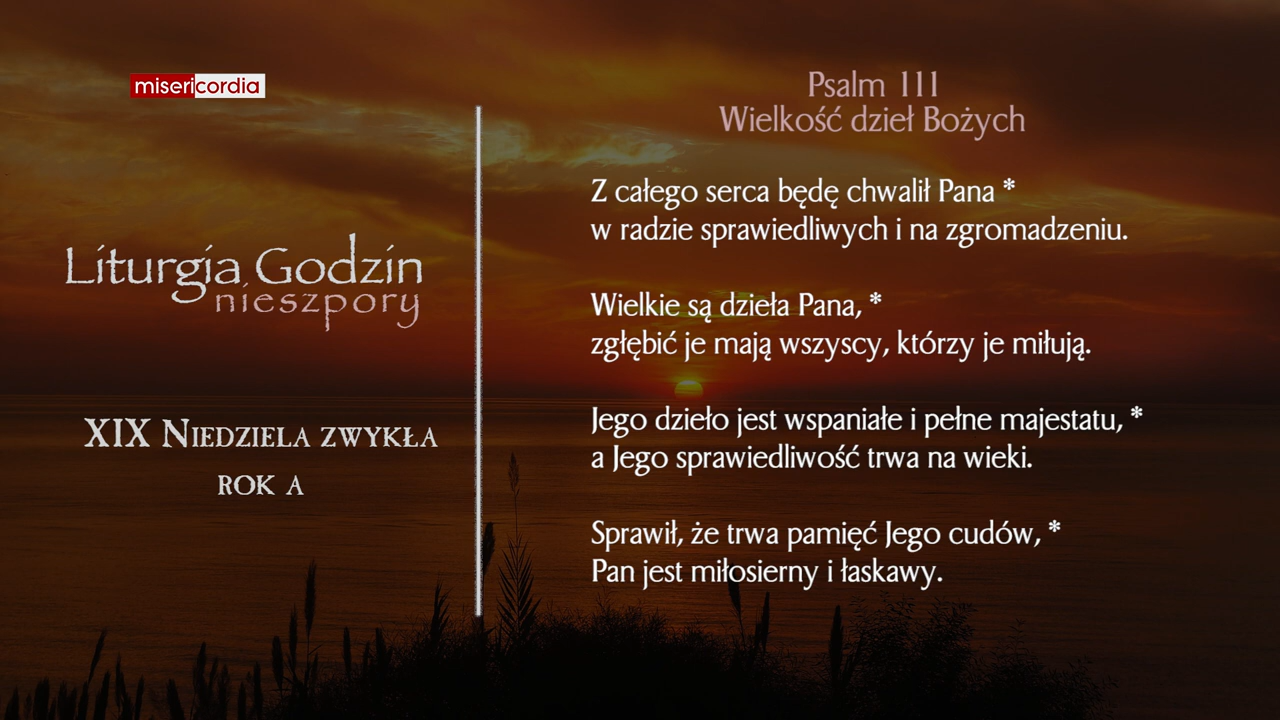 misericordia
Liturgia Godzin
nieszpory
XIX Niedziela zwykła
rok A
Psalm 111
Wielkość dzieł Bożych
Z całego serca będę chwalił Pana *
w radzie sprawiedliwych i na zgromadzeniu.
Wielkie są dzieła Pana, *
zgłębić je mają wszyscy, którzy je miłują.
Jego dzieło jest wspaniałe i pełne majestatu, *
a Jego sprawiedliwość trwa na wieki.
Sprawił, że trwa pamięć Jego cudów, *
Pan jest miłosierny i łaskawy.